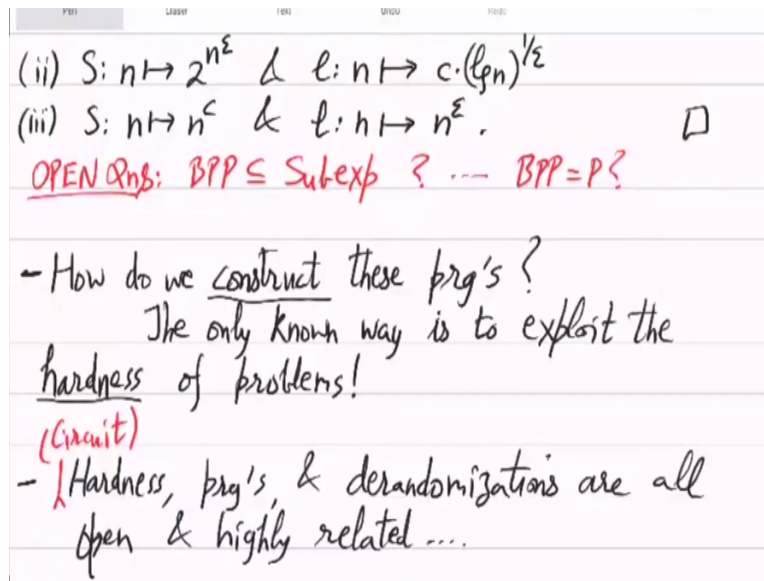 Pen Eraser Text Undo Redo
(ii) S: n ↦ 2^{n^ε} & ℓ: n ↦ c·(lg n)^{1/ε}
(iii) S: n ↦ n^c & ℓ: n ↦ n^ε. □
OPEN Qns: BPP ⊆ Subexp ? .... BPP = P?
- How do we construct these prg's ?
The only known way is to exploit the
hardness of problems!
(Circuit)
- Hardness, prg's, & derandomizations are all
open & highly related ....